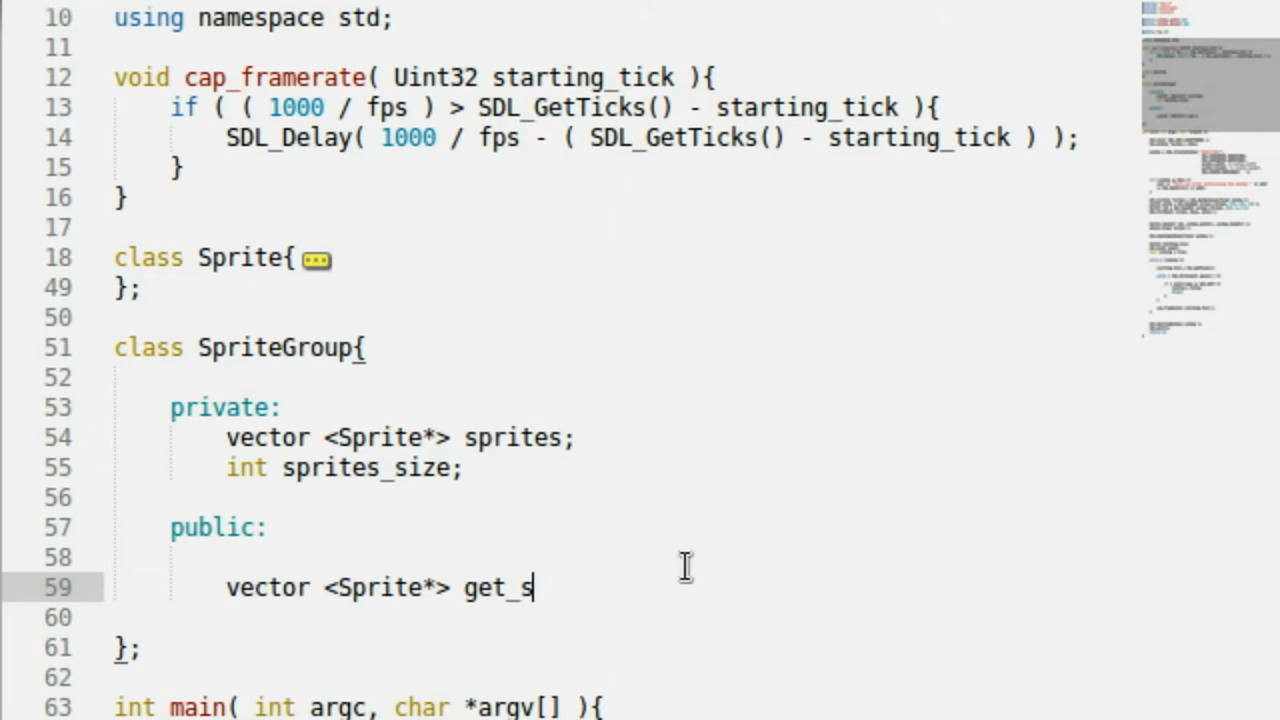 10 using namespace std;
11
12 void cap_framerate( Uint32 starting_tick ){
13 if ( ( 1000 / fps ) > SDL_GetTicks() - starting_tick ){
14 SDL_Delay( 1000 / fps - ( SDL_GetTicks() - starting_tick ) );
15 }
16 }
17
18 class Sprite{
49 };
50
51 class SpriteGroup{
52
53 private:
54 vector <Sprite*> sprites;
55 int sprites_size;
56
57 public:
58
59 vector <Sprite*> get_s
60
61 };
62
63 int main( int argc, char *argv[] ){